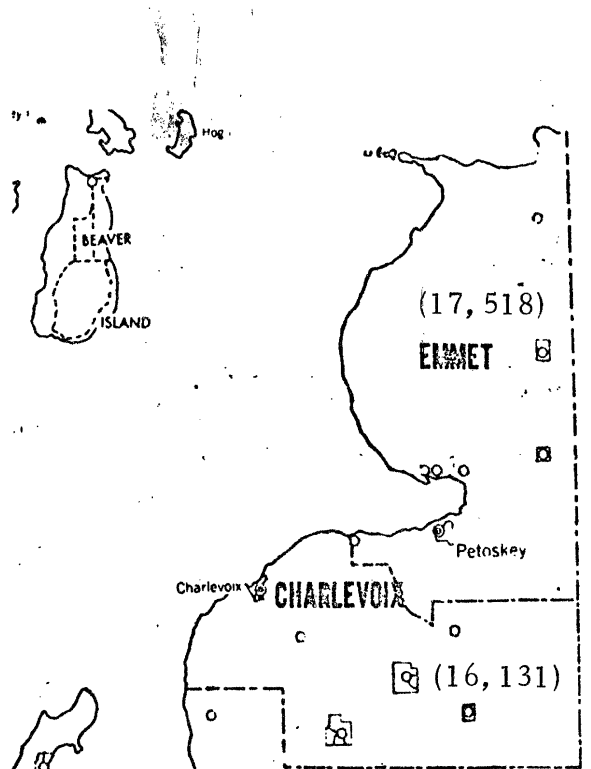 Hog
BEAVER
ISLAND
(17,518)
EMMET
Petoskey
Charlevoix
CHARLEVOIX
(16,131)